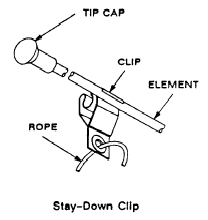 TIP CAP
CLIP
ELEMENT
ROPE
Stay-Down Clip